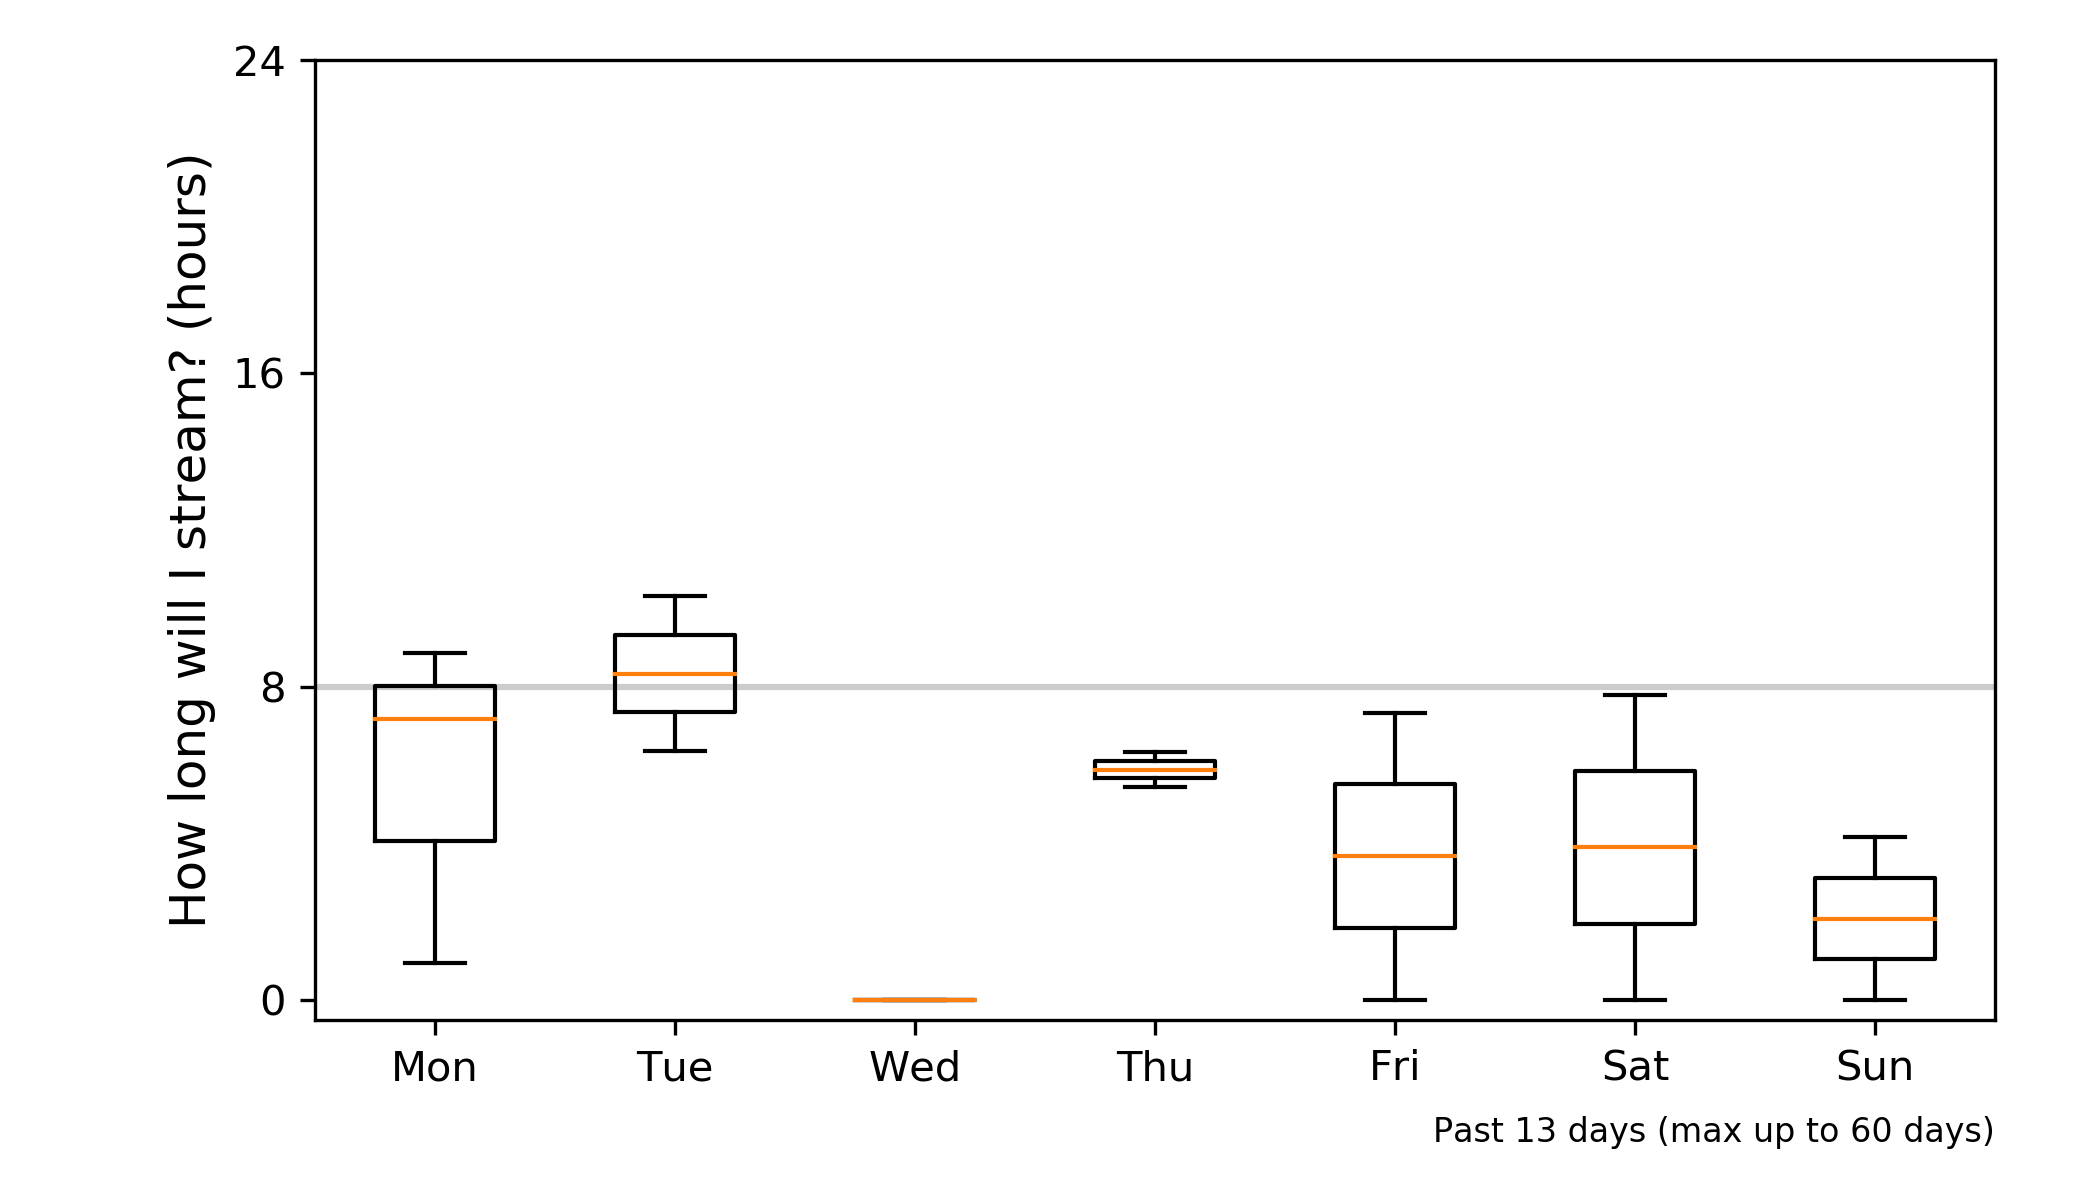 How long will I stream? (hours)
24
16
8
0
Mon Tue Wed Thu Fri Sat Sun
Past 13 days (max up to 60 days)